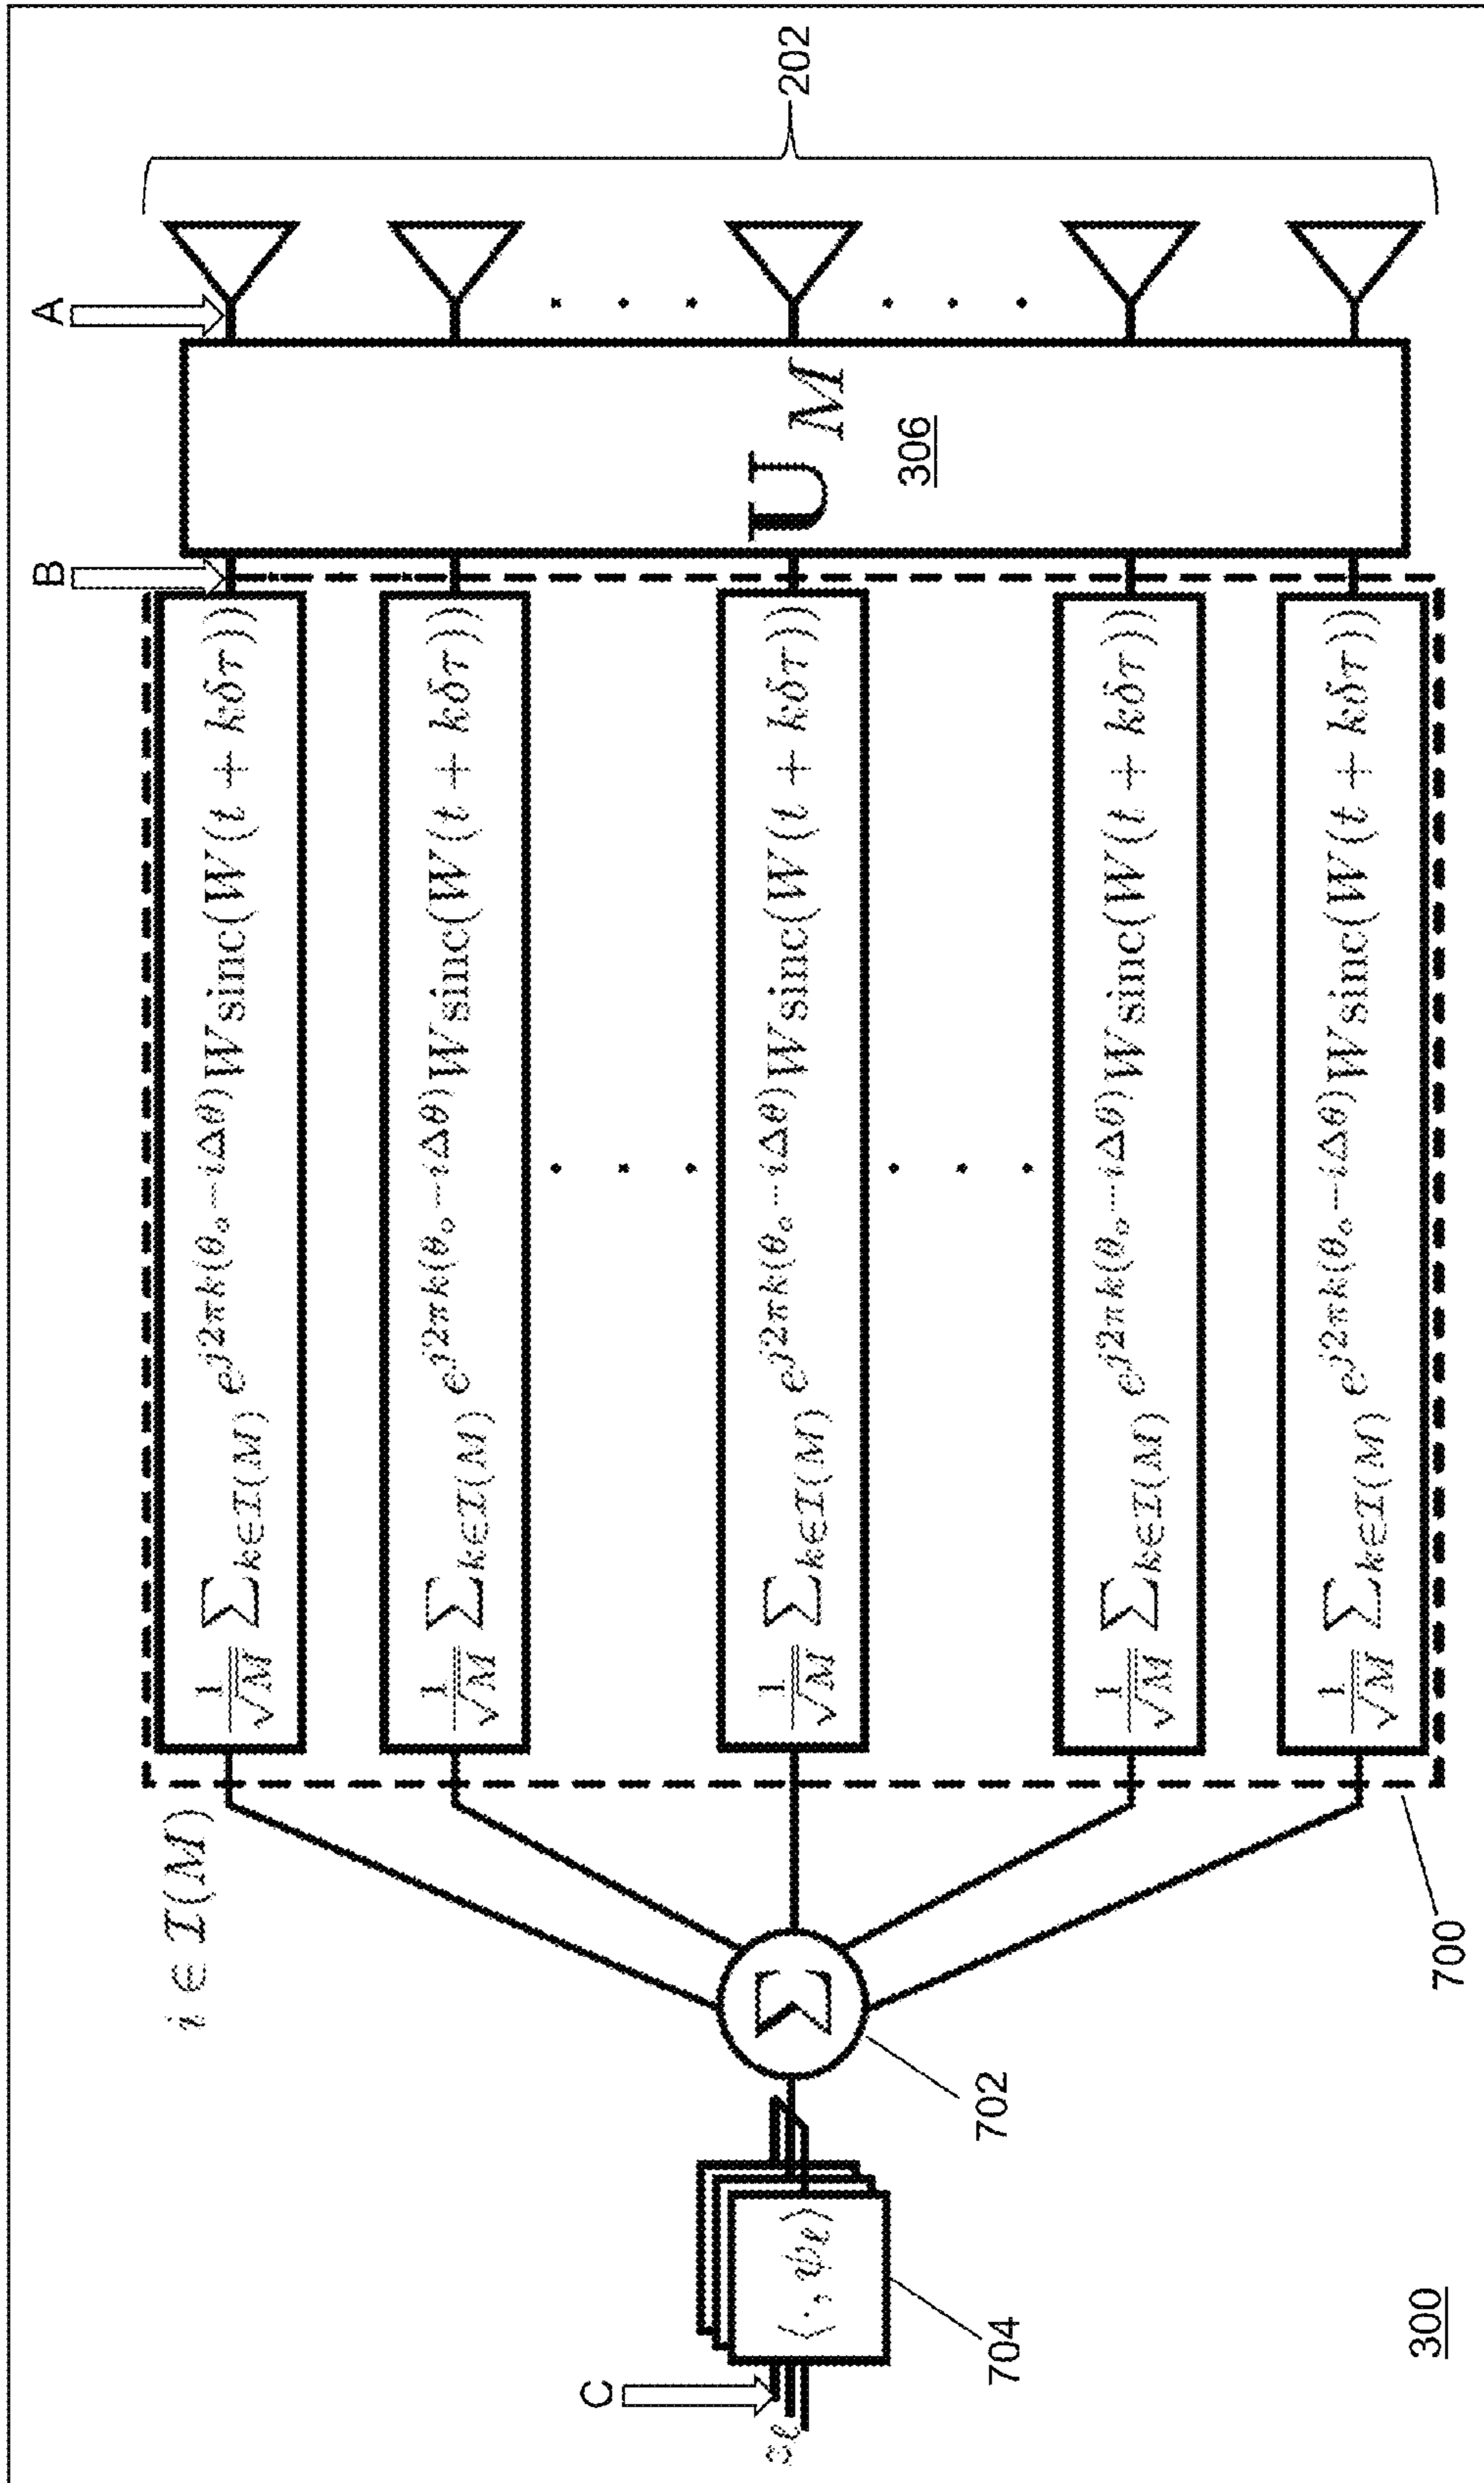 A
B
C
202
U_M
306
i ∈ I(M)
1/√M ∑_{k∈I(M)} e^{j2πk(θ_o−iΔθ)} W sinc(W(t + kδτ)))
1/√M ∑_{k∈I(M)} e^{j2πk(θ_o−iΔθ)} W sinc(W(t + kδτ)))
1/√M ∑_{k∈I(M)} e^{j2πk(θ_o−iΔθ)} W sinc(W(t + kδτ)))
1/√M ∑_{k∈I(M)} e^{j2πk(θ_o−iΔθ)} W sinc(W(t + kδτ)))
1/√M ∑_{k∈I(M)} e^{j2πk(θ_o−iΔθ)} W sinc(W(t + kδτ)))
∑
702
700
⟨·, ψ_ℓ⟩
704
300